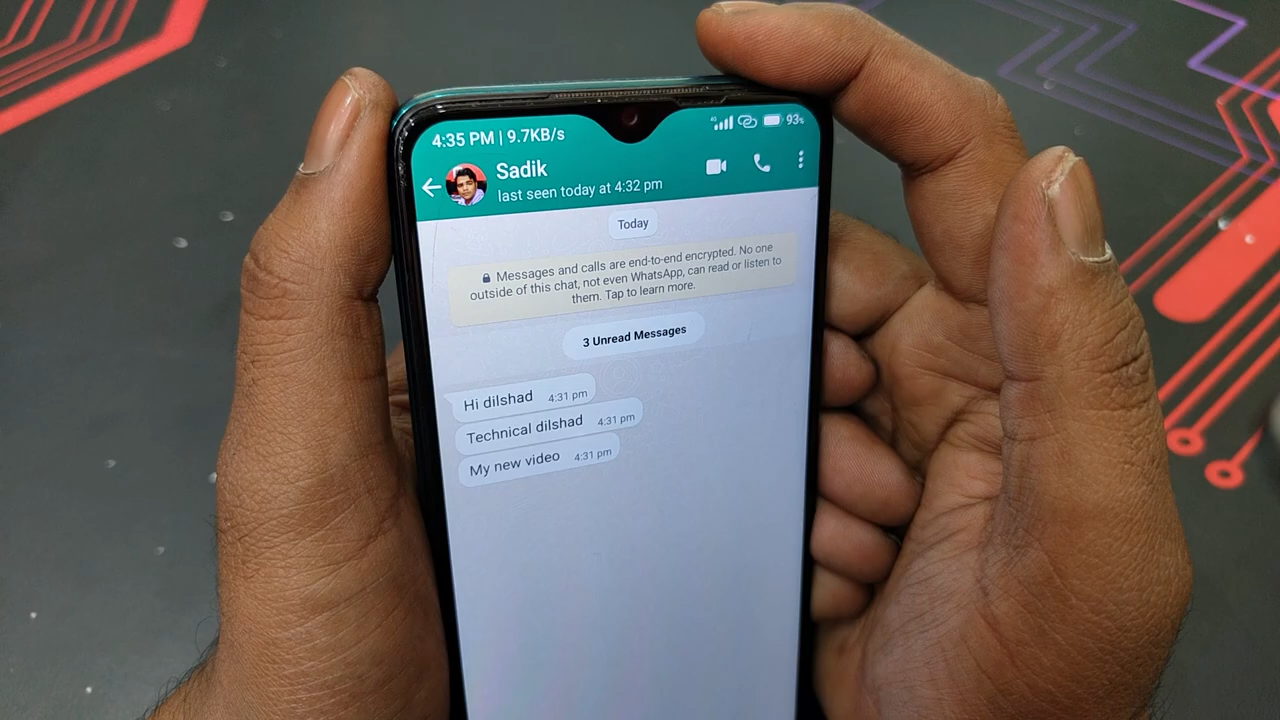 4:35 PM | 9.7KB/s 4G 93%
Sadik
last seen today at 4:32 pm
Today
Messages and calls are end-to-end encrypted. No one
outside of this chat, not even WhatsApp, can read or listen to
them. Tap to learn more.
3 Unread Messages
Hi dilshad 4:31 pm
Technical dilshad 4:31 pm
My new video 4:31 pm